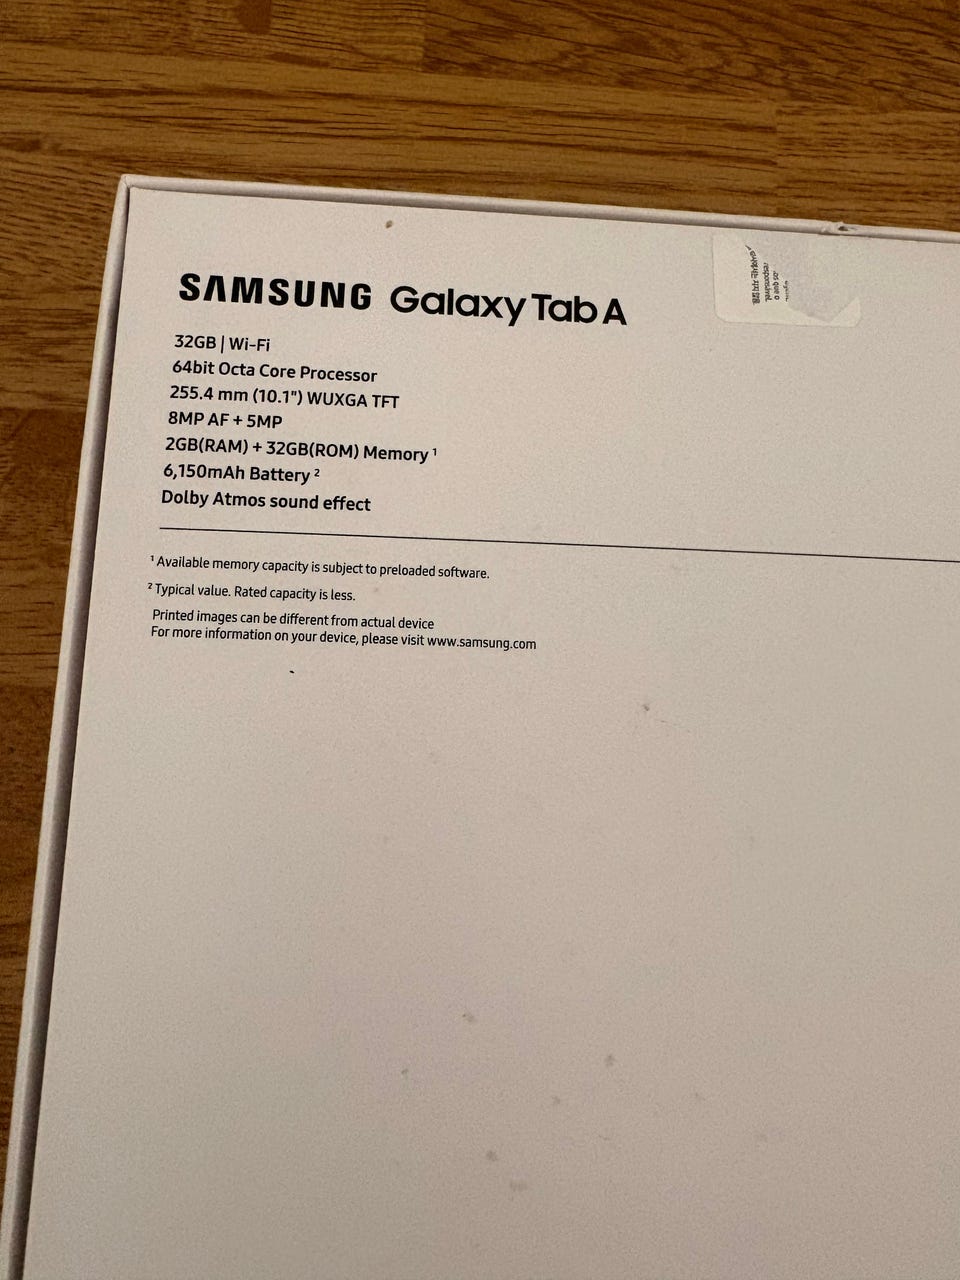 SAMSUNG Galaxy Tab A
32GB | Wi-Fi
64bit Octa Core Processor
255.4 mm (10.1") WUXGA TFT
8MP AF + 5MP
2GB(RAM) + 32GB(ROM) Memory ¹
6,150mAh Battery ²
Dolby Atmos sound effect
¹ Available memory capacity is subject to preloaded software.
² Typical value. Rated capacity is less.
Printed images can be different from actual device
For more information on your device, please visit www.samsung.com